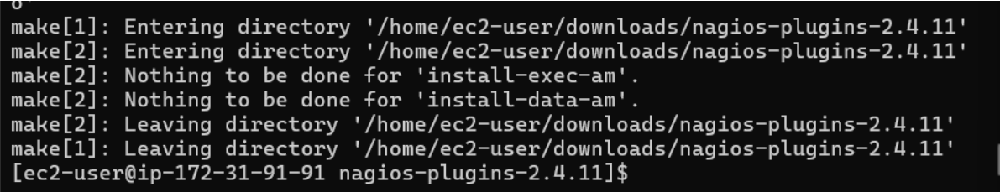 make[1]: Entering directory '/home/ec2-user/downloads/nagios-plugins-2.4.11'
make[2]: Entering directory '/home/ec2-user/downloads/nagios-plugins-2.4.11'
make[2]: Nothing to be done for 'install-exec-am'.
make[2]: Nothing to be done for 'install-data-am'.
make[2]: Leaving directory '/home/ec2-user/downloads/nagios-plugins-2.4.11'
make[1]: Leaving directory '/home/ec2-user/downloads/nagios-plugins-2.4.11'
[ec2-user@ip-172-31-91-91 nagios-plugins-2.4.11]$